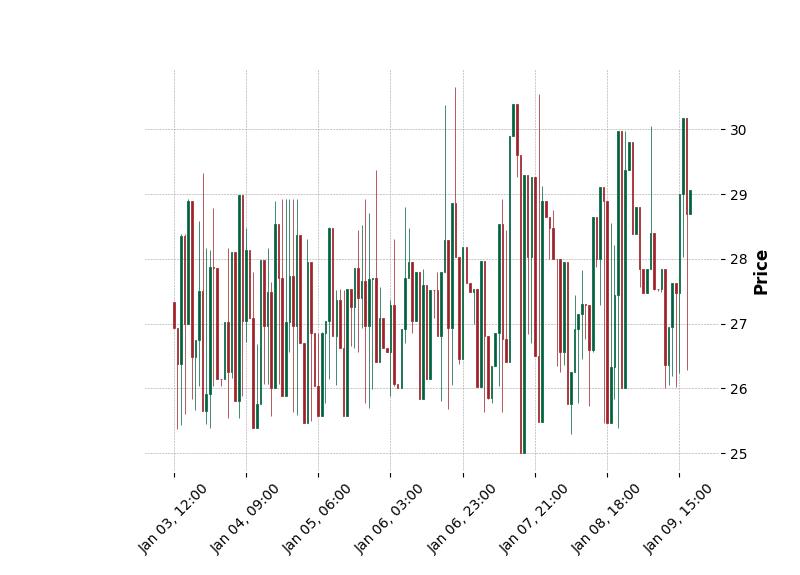 30
29
28
27
26
25
Price
Jan 03, 12:00
Jan 04, 09:00
Jan 05, 06:00
Jan 06, 03:00
Jan 06, 23:00
Jan 07, 21:00
Jan 08, 18:00
Jan 09, 15:00